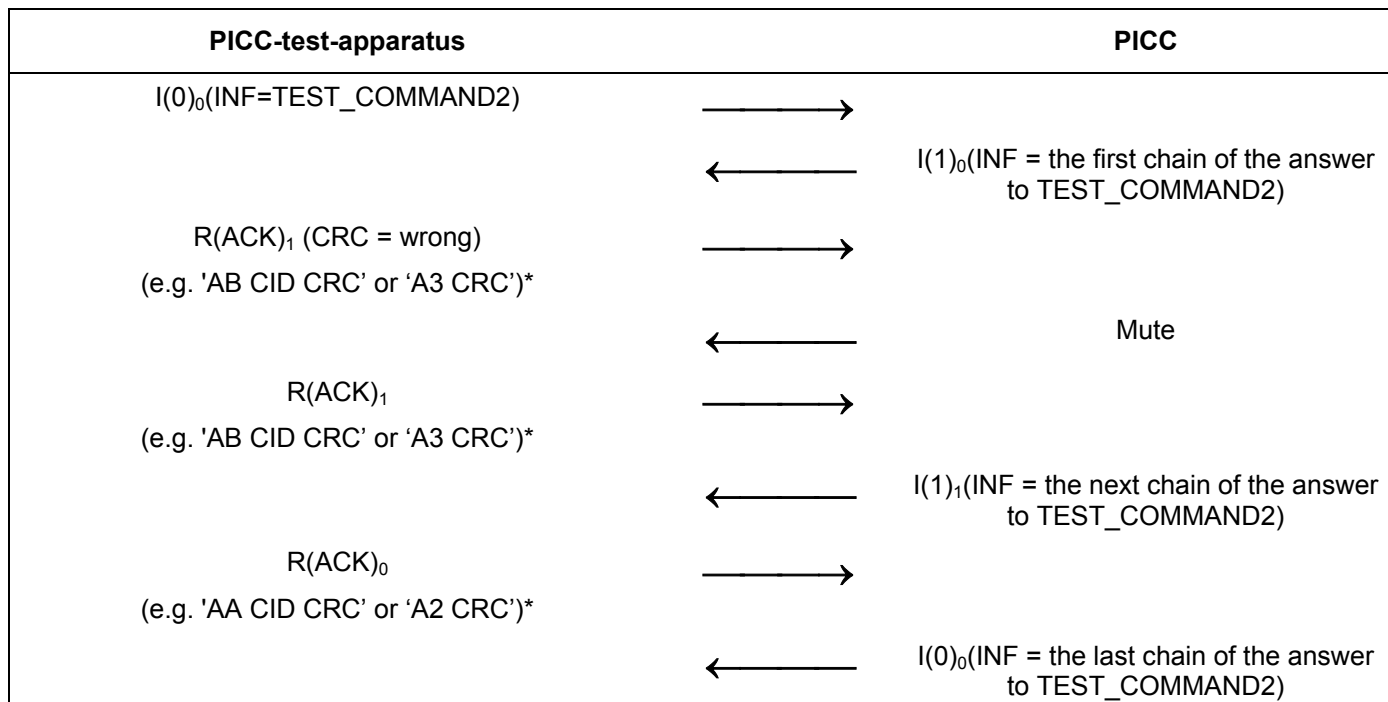 PICC-test-apparatus PICC
I(0)₀(INF=TEST_COMMAND2)
I(1)₀(INF = the first chain of the answer
to TEST_COMMAND2)
R(ACK)₁ (CRC = wrong)
(e.g. 'AB CID CRC’ or ‘A3 CRC’)*
Mute
R(ACK)₁
(e.g. 'AB CID CRC’ or ‘A3 CRC’)*
I(1)₁(INF = the next chain of the answer
to TEST_COMMAND2)
R(ACK)₀
(e.g. 'AA CID CRC’ or ‘A2 CRC’)*
I(0)₀(INF = the last chain of the answer
to TEST_COMMAND2)